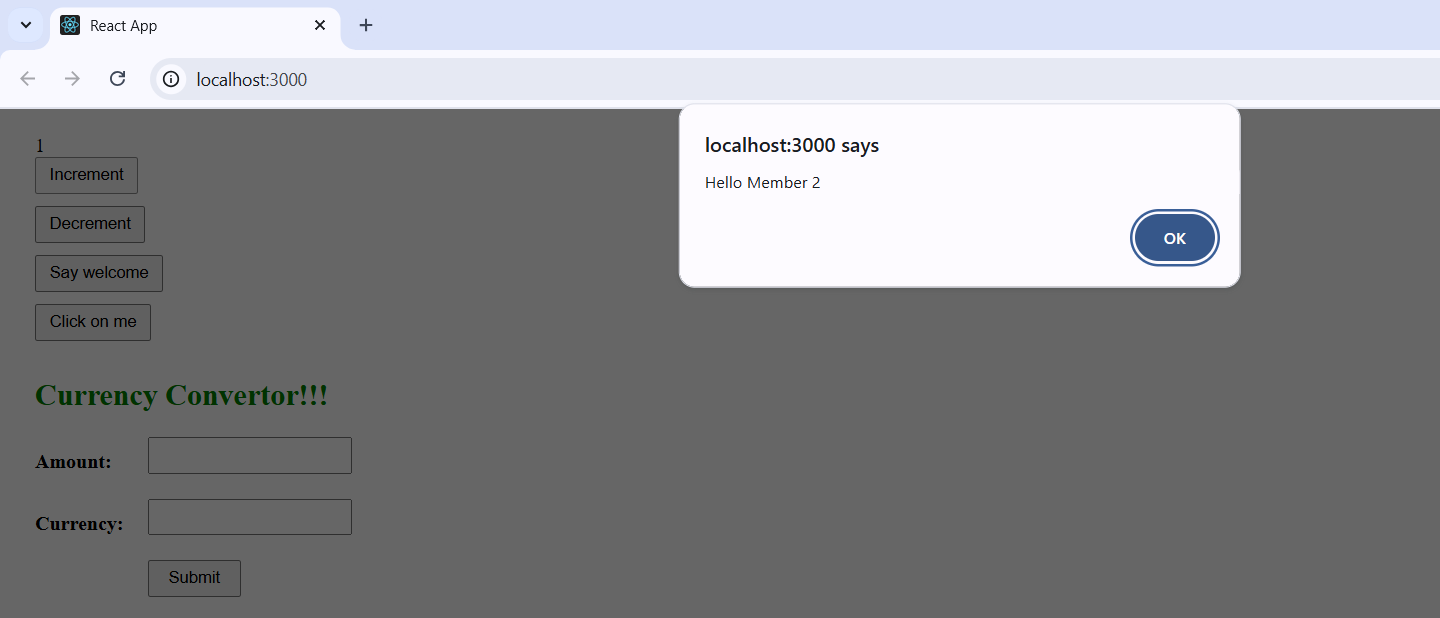 React App
localhost:3000
localhost:3000 says
Hello Member 2
OK
1
Increment
Decrement
Say welcome
Click on me
Currency Convertor!!!
Amount:
Currency:
Submit